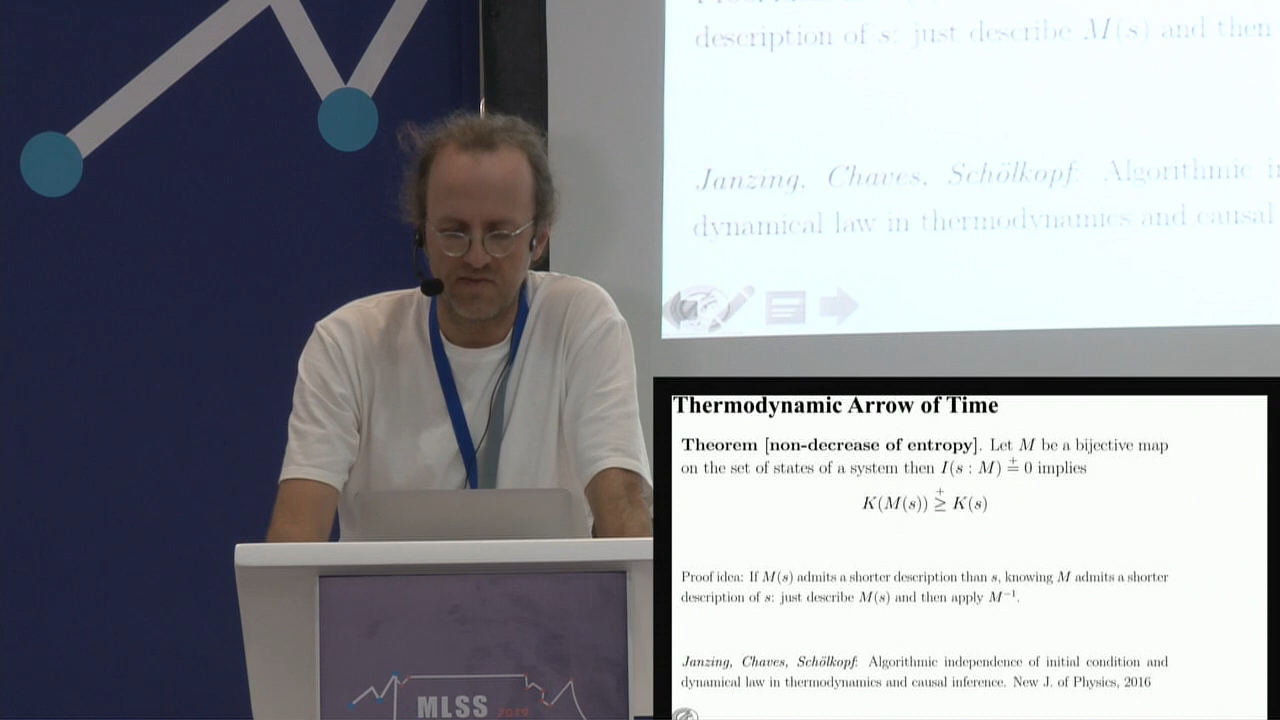 description of s: just describe M(s) and then
Janzing, Chaves, Schölkopf: Algorithmic
dynamical law in thermodynamics and causal
Thermodynamic Arrow of Time
Theorem [non-decrease of entropy]. Let M be a bijective map
on the set of states of a system then I(s : M) ≐⁺ 0 implies
K(M(s)) ≥⁺ K(s)
Proof idea: If M(s) admits a shorter description than s, knowing M admits a shorter
description of s: just describe M(s) and then apply M⁻¹.
Janzing, Chaves, Schölkopf: Algorithmic independence of initial condition and
dynamical law in thermodynamics and causal inference. New J. of Physics, 2016
MLSS 2019